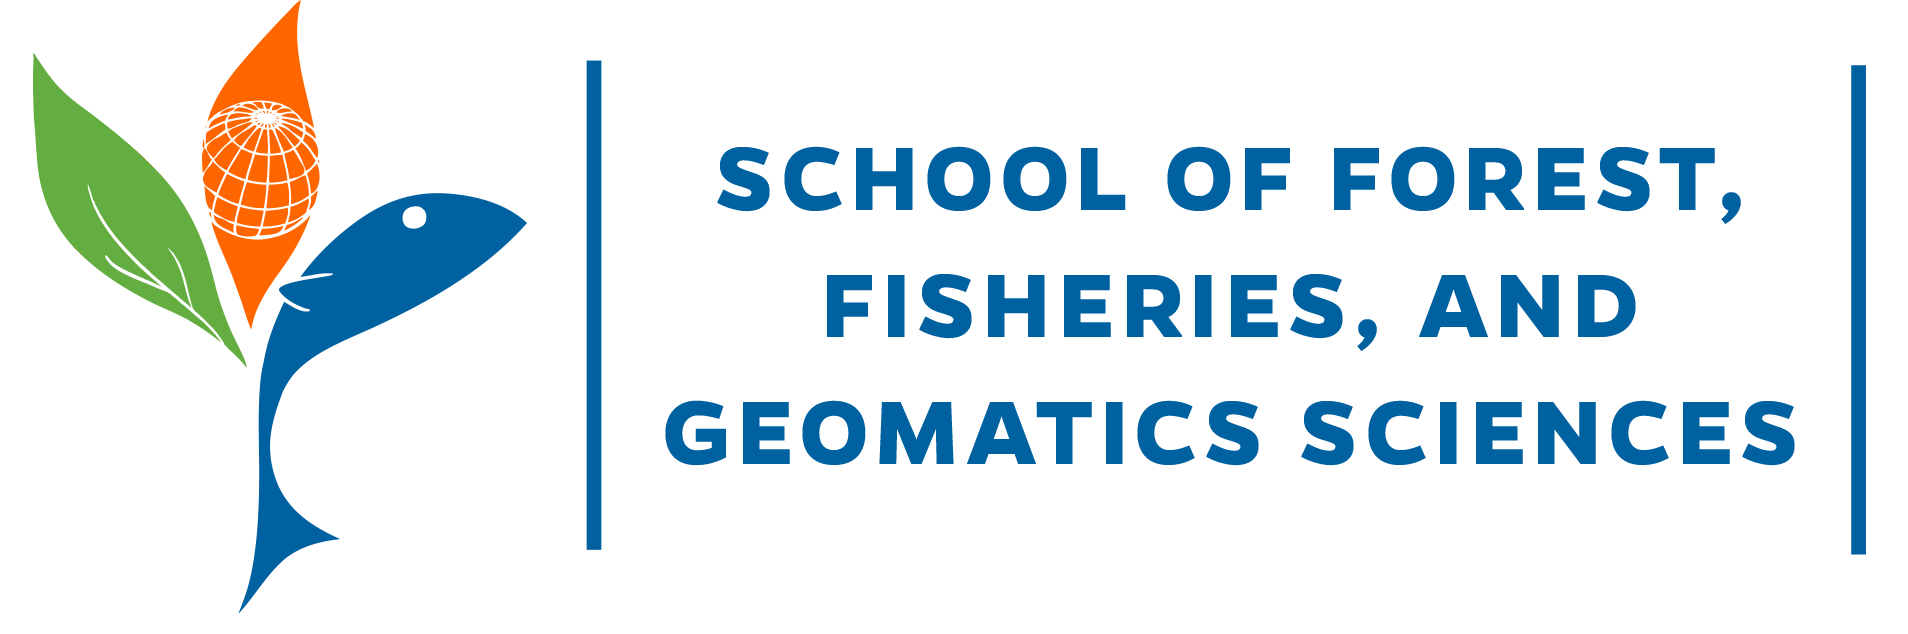 SCHOOL OF FOREST,
FISHERIES, AND
GEOMATICS SCIENCES